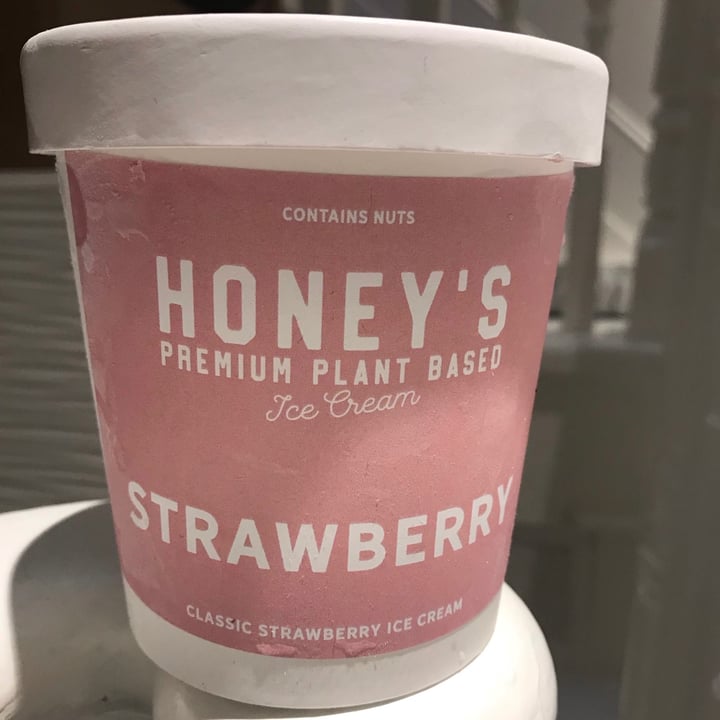 CONTAINS NUTS
HONEY'S
PREMIUM PLANT BASED
Ice Cream
STRAWBERRY
CLASSIC STRAWBERRY ICE CREAM